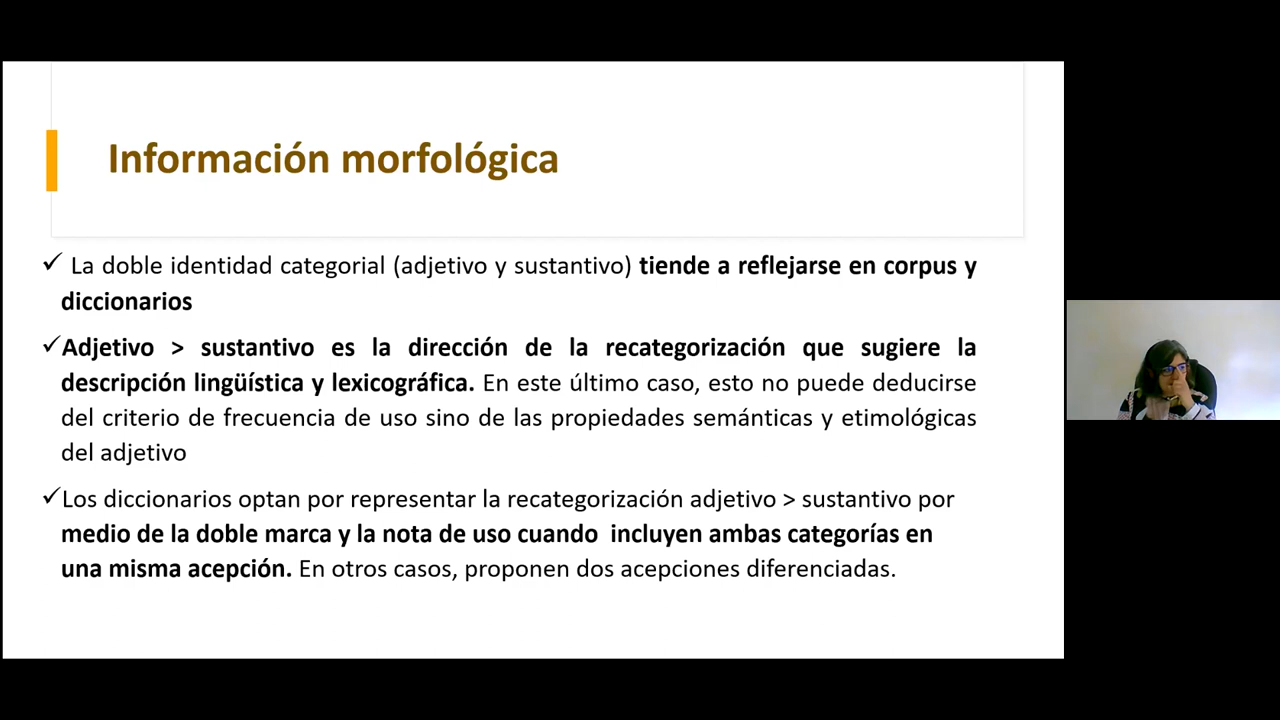 Información morfológica
La doble identidad categorial (adjetivo y sustantivo) tiende a reflejarse en corpus y
diccionarios
Adjetivo > sustantivo es la dirección de la recategorización que sugiere la
descripción lingüística y lexicográfica. En este último caso, esto no puede deducirse
del criterio de frecuencia de uso sino de las propiedades semánticas y etimológicas
del adjetivo
Los diccionarios optan por representar la recategorización adjetivo > sustantivo por
medio de la doble marca y la nota de uso cuando incluyen ambas categorías en
una misma acepción. En otros casos, proponen dos acepciones diferenciadas.